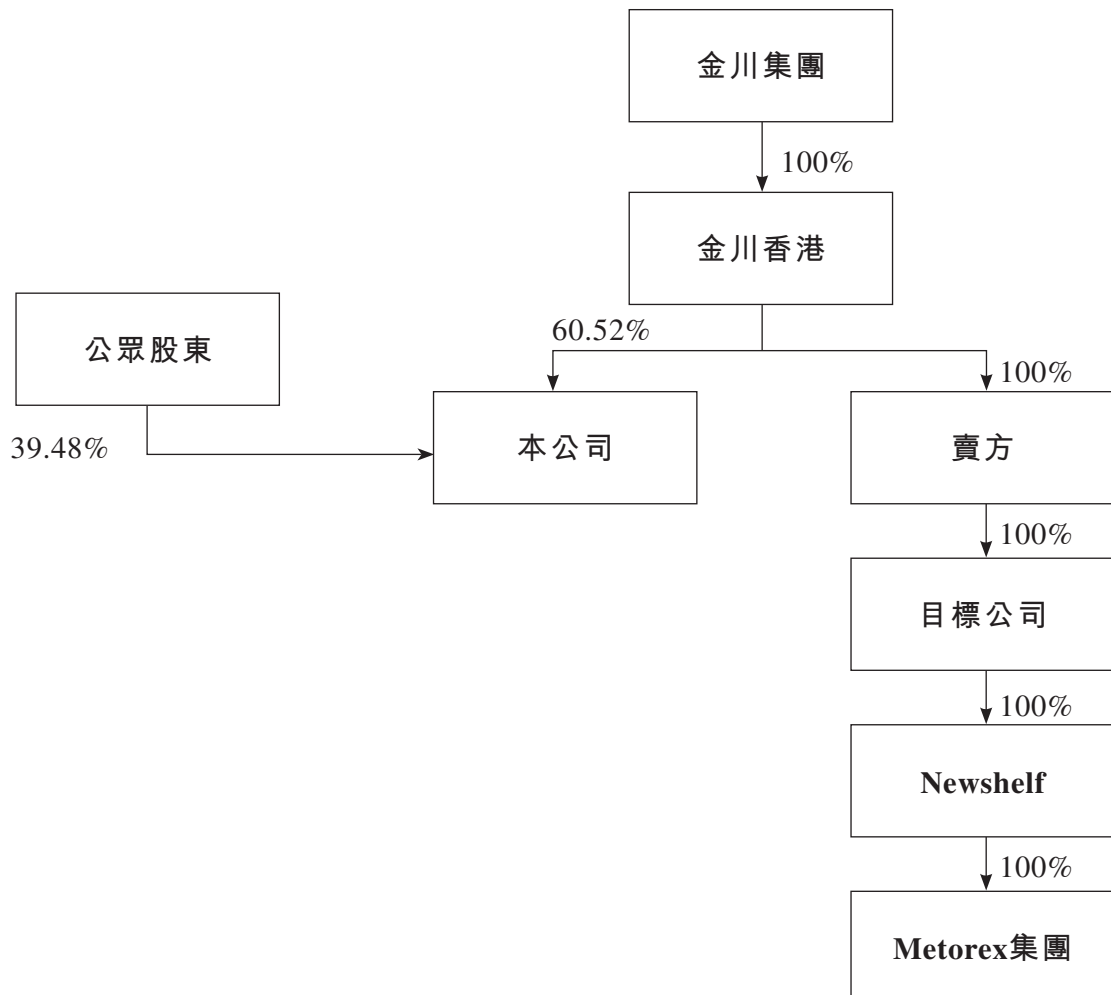 金川集團
100%
金川香港
公眾股東
60.52%
100%
39.48%
本公司
賣方
100%
目標公司
100%
Newshelf
100%
Metorex集團